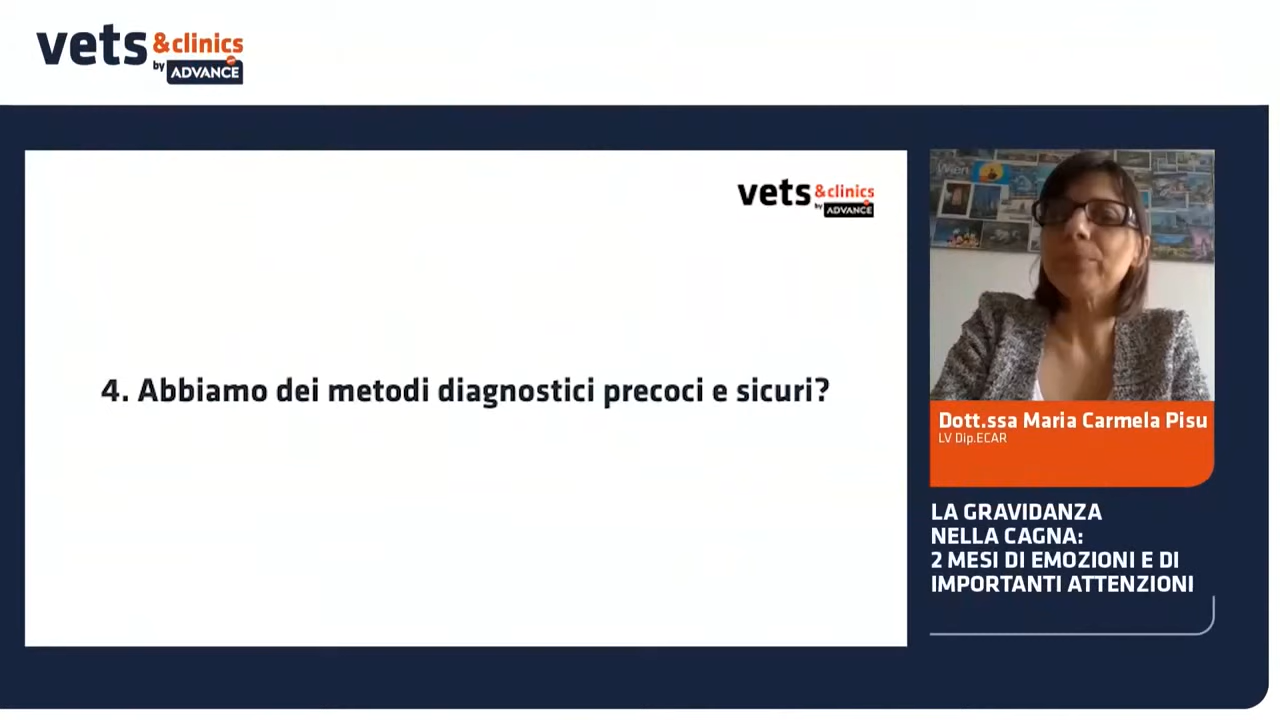 vets &clinics
by ADVANCE
vets &clinics
by ADVANCE
4. Abbiamo dei metodi diagnostici precoci e sicuri?
Wien
Dott.ssa Maria Carmela Pisu
LV Dip.ECAR
LA GRAVIDANZA
NELLA CAGNA:
2 MESI DI EMOZIONI E DI
IMPORTANTI ATTENZIONI